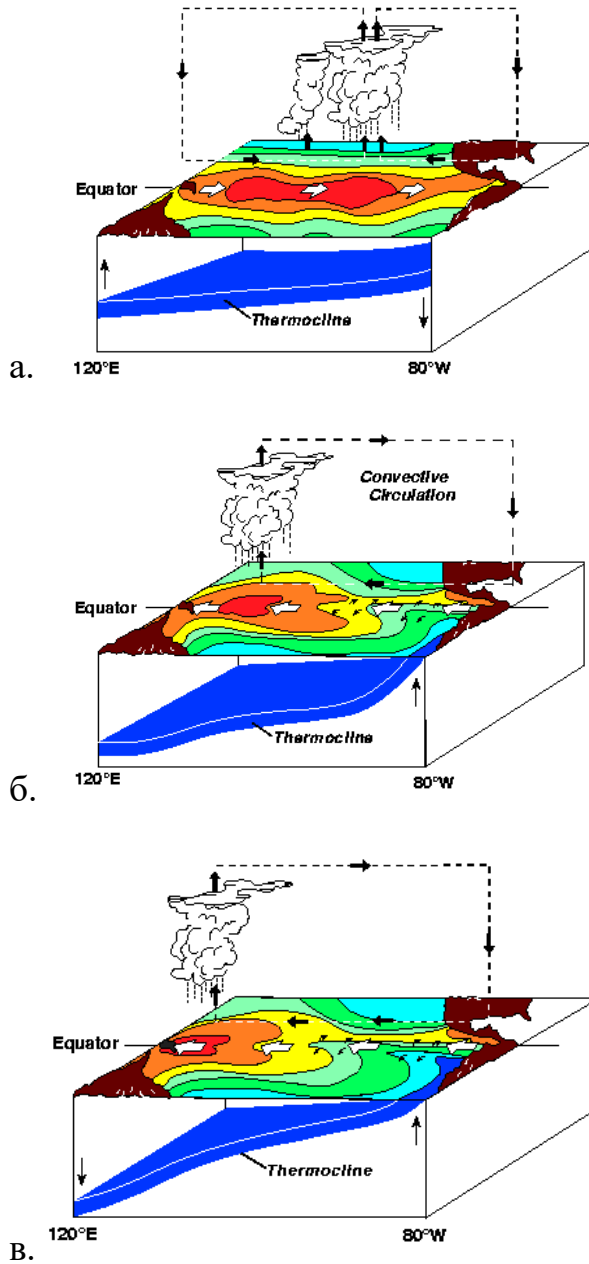 Equator
Thermocline
а. 120°E 80°W
Convective
Circulation
Equator
Thermocline
120°E 80°W
б.
Equator
Thermocline
120°E 80°W
в.